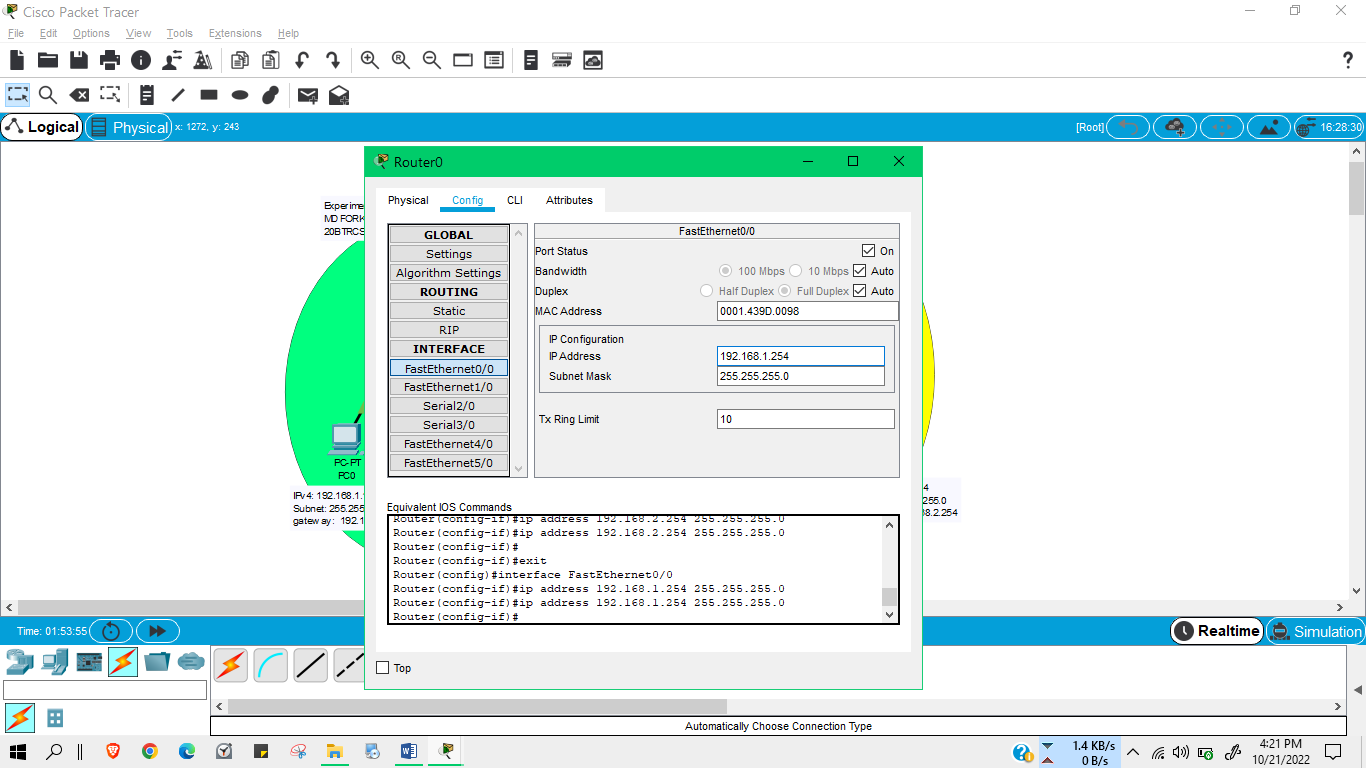 Cisco Packet Tracer
File Edit Options View Tools Extensions Help
Logical Physical x: 1272, y: 243 [Root] 16:28:30
Router0
Physical Config CLI Attributes
GLOBAL
Settings
Algorithm Settings
ROUTING
Static
RIP
INTERFACE
FastEthernet0/0
FastEthernet1/0
Serial2/0
Serial3/0
FastEthernet4/0
FastEthernet5/0
FastEthernet0/0
Port Status On
Bandwidth 100 Mbps 10 Mbps Auto
Duplex Half Duplex Full Duplex Auto
MAC Address 0001.439D.0098
IP Configuration
IP Address 192.168.1.254
Subnet Mask 255.255.255.0
Tx Ring Limit 10
Equivalent IOS Commands
Router(config-if)#ip address 192.168.2.254 255.255.255.0
Router(config-if)#ip address 192.168.2.254 255.255.255.0
Router(config-if)#
Router(config-if)#exit
Router(config)#interface FastEthernet0/0
Router(config-if)#ip address 192.168.1.254 255.255.255.0
Router(config-if)#ip address 192.168.1.254 255.255.255.0
Router(config-if)#
Top
Experime
MD FORK
20BTRCS
PC-PT
PC0
IPv4: 192.168.1.
Subnet: 255.255
gateway: 192.1
4
255.0
8.2.254
Time: 01:53:55 Realtime Simulation
Automatically Choose Connection Type
1.4 KB/s
0 B/s
4:21 PM
10/21/2022